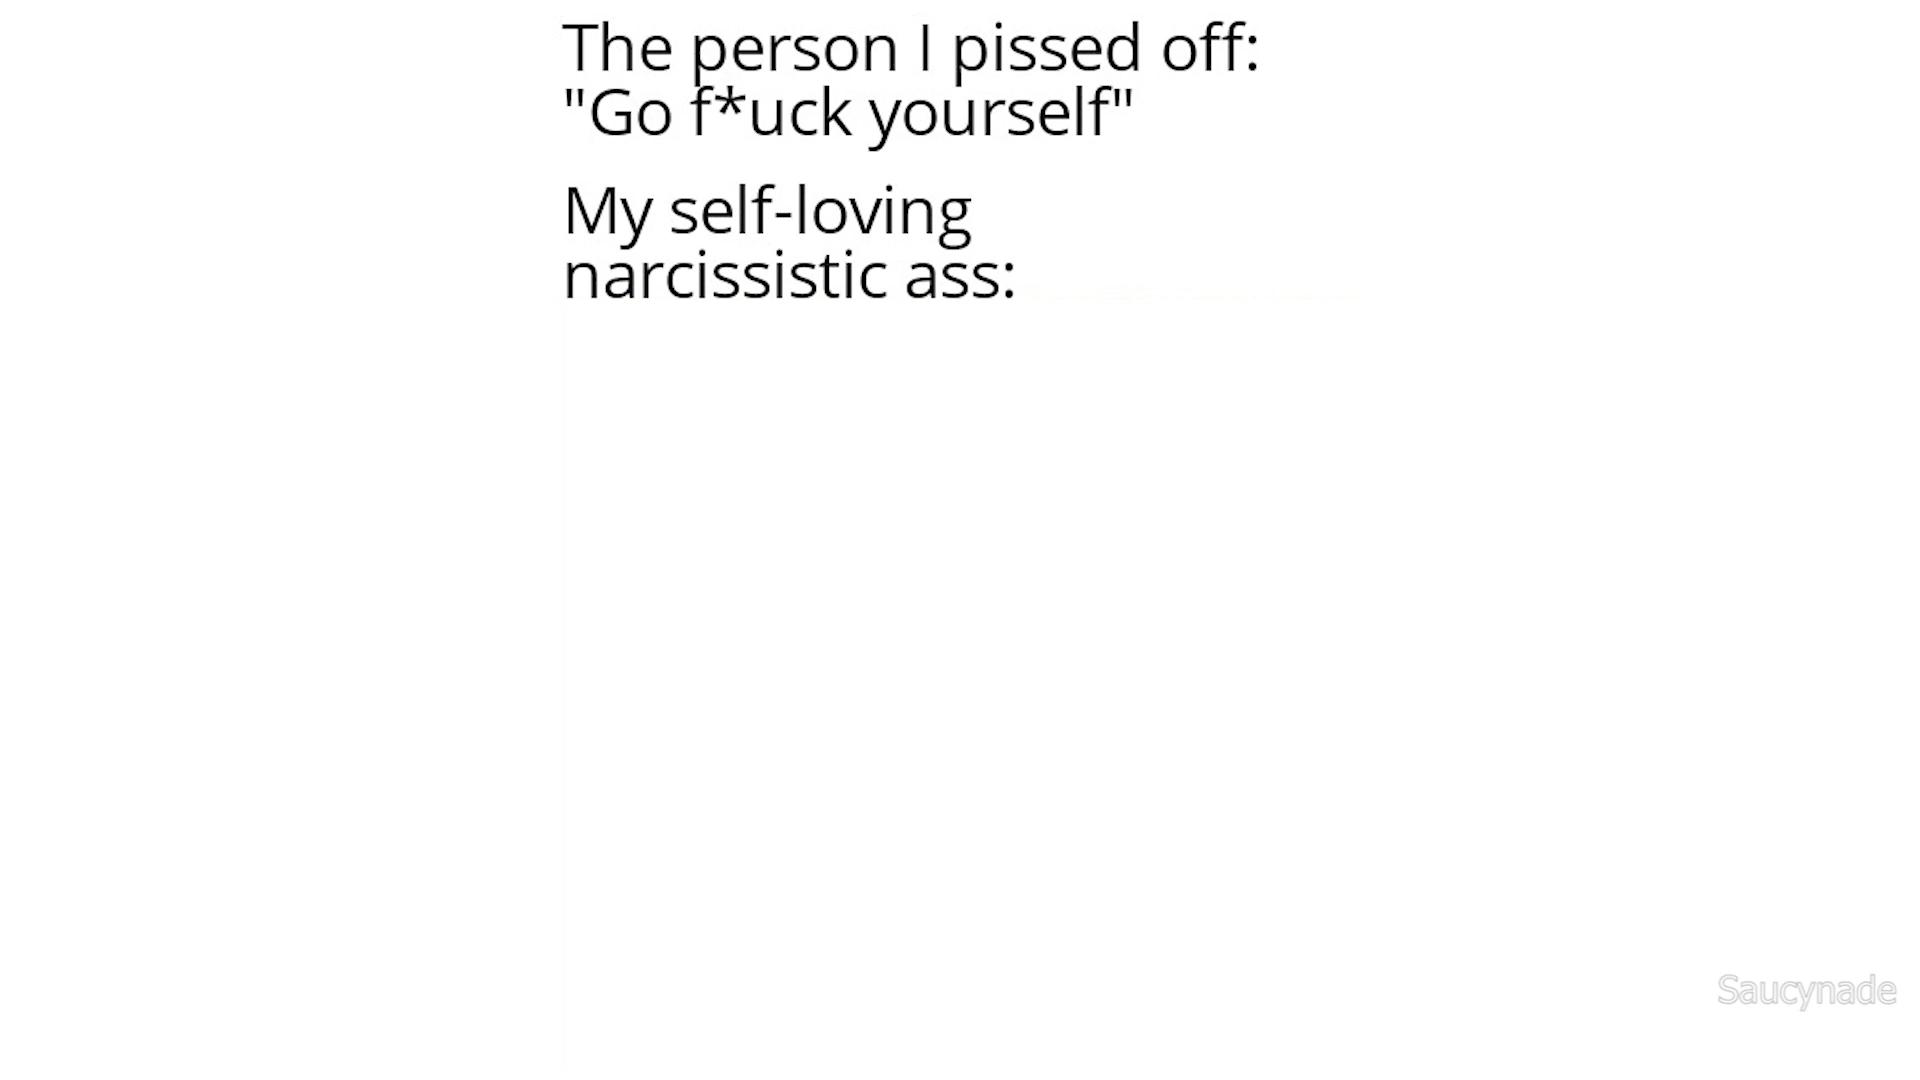 The person I pissed off:
"Go f*uck yourself"
My self-loving
narcissistic ass:
Saucynade